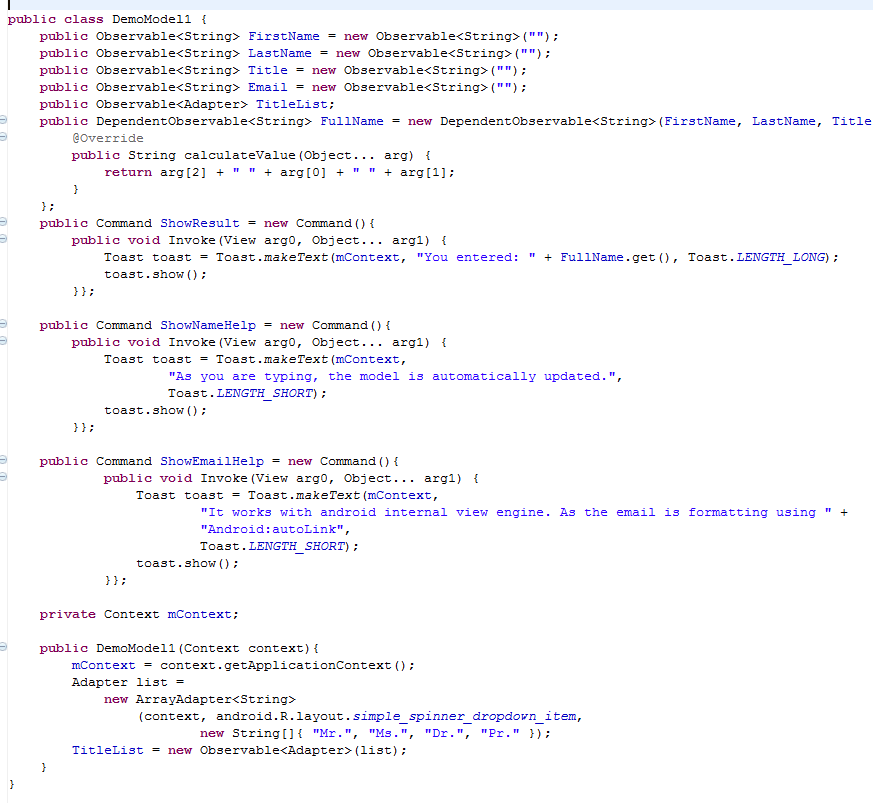 public class DemoModel1 {
    public Observable<String> FirstName = new Observable<String>("");
    public Observable<String> LastName = new Observable<String>("");
    public Observable<String> Title = new Observable<String>("");
    public Observable<String> Email = new Observable<String>("");
    public Observable<Adapter> TitleList;
    public DependentObservable<String> FullName = new DependentObservable<String>(FirstName, LastName, Title
        @Override
        public String calculateValue(Object... arg) {
            return arg[2] + " " + arg[0] + " " + arg[1];
        }
    };
    public Command ShowResult = new Command(){
        public void Invoke(View arg0, Object... arg1) {
            Toast toast = Toast.makeText(mContext, "You entered: " + FullName.get(), Toast.LENGTH_LONG);
            toast.show();
        }};
    public Command ShowNameHelp = new Command(){
        public void Invoke(View arg0, Object... arg1) {
            Toast toast = Toast.makeText(mContext,
                    "As you are typing, the model is automatically updated.",
                    Toast.LENGTH_SHORT);
            toast.show();
        }};
    public Command ShowEmailHelp = new Command(){
            public void Invoke(View arg0, Object... arg1) {
                Toast toast = Toast.makeText(mContext,
                        "It works with android internal view engine. As the email is formatting using " +
                        "Android:autoLink",
                        Toast.LENGTH_SHORT);
                toast.show();
            }};
    private Context mContext;
    public DemoModel1(Context context){
        mContext = context.getApplicationContext();
        Adapter list =
            new ArrayAdapter<String>
                (context, android.R.layout.simple_spinner_dropdown_item,
                        new String[]{ "Mr.", "Ms.", "Dr.", "Pr." });
        TitleList = new Observable<Adapter>(list);
    }
}